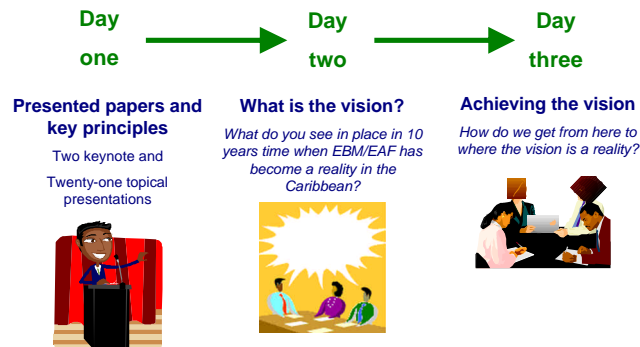 Day
one
Day
two
Day
three
Presented papers and
key principles
Two keynote and
Twenty-one topical
presentations
What is the vision?
What do you see in place in 10
years time when EBM/EAF has
become a reality in the
Caribbean?
Achieving the vision
How do we get from here to
where the vision is a reality?